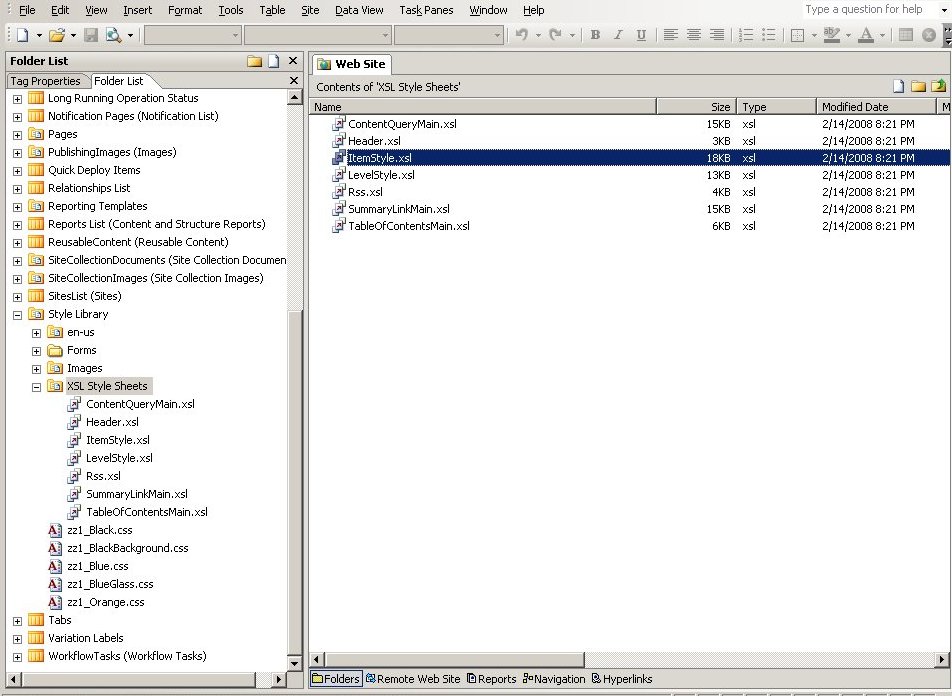 File Edit View Insert Format Tools Table Site Data View Task Panes Window Help Type a question for help
B I U A
Folder List
Tag Properties Folder List
Long Running Operation Status
Notification Pages (Notification List)
Pages
PublishingImages (Images)
Quick Deploy Items
Relationships List
Reporting Templates
Reports List (Content and Structure Reports)
ReusableContent (Reusable Content)
SiteCollectionDocuments (Site Collection Documen
SiteCollectionImages (Site Collection Images)
SitesList (Sites)
Style Library
en-us
Forms
Images
XSL Style Sheets
ContentQueryMain.xsl
Header.xsl
ItemStyle.xsl
LevelStyle.xsl
Rss.xsl
SummaryLinkMain.xsl
TableOfContentsMain.xsl
zz1_Black.css
zz1_BlackBackground.css
zz1_Blue.css
zz1_BlueGlass.css
zz1_Orange.css
Tabs
Variation Labels
WorkflowTasks (Workflow Tasks)
Web Site
Contents of 'XSL Style Sheets'
Name Size Type Modified Date M
ContentQueryMain.xsl 15KB xsl 2/14/2008 8:21 PM
Header.xsl 3KB xsl 2/14/2008 8:21 PM
ItemStyle.xsl 18KB xsl 2/14/2008 8:21 PM
LevelStyle.xsl 13KB xsl 2/14/2008 8:21 PM
Rss.xsl 4KB xsl 2/14/2008 8:21 PM
SummaryLinkMain.xsl 15KB xsl 2/14/2008 8:21 PM
TableOfContentsMain.xsl 6KB xsl 2/14/2008 8:21 PM
Folders Remote Web Site Reports Navigation Hyperlinks